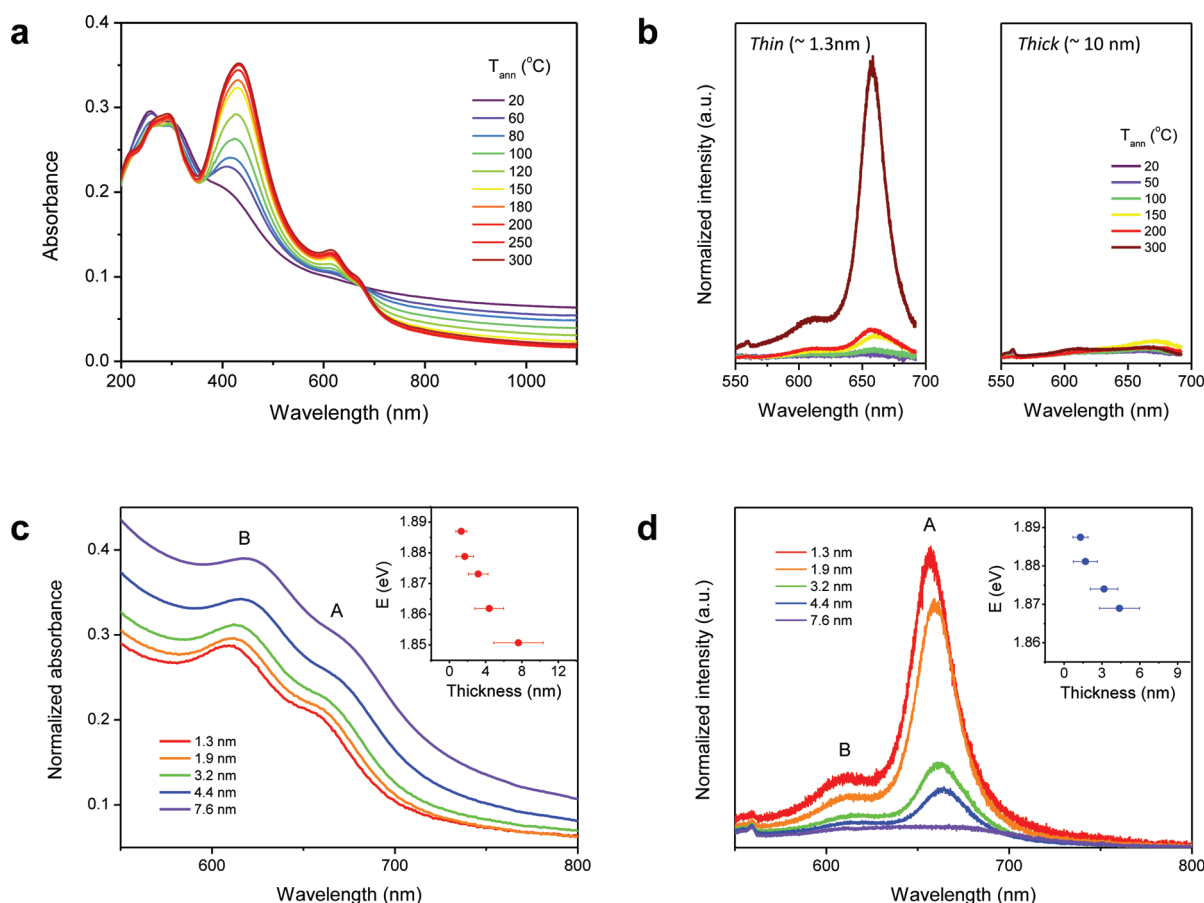 a
0.4
0.3
0.2
0.1
0.0
Absorbance
200 400 600 800 1000
Wavelength (nm)
T_ann (°C)
20
60
80
100
120
150
180
200
250
300
b
Thin (~ 1.3nm )
Normalized intensity (a.u.)
550 600 650 700
Wavelength (nm)
Thick (~ 10 nm)
T_ann (°C)
20
50
100
150
200
300
550 600 650 700
Wavelength (nm)
c
0.4
0.3
0.2
0.1
Normalized absorbance
B
A
1.3 nm
1.9 nm
3.2 nm
4.4 nm
7.6 nm
600 700 800
Wavelength (nm)
1.89
1.88
1.87
1.86
1.85
E (eV)
0 4 8 12
Thickness (nm)
d
Normalized intensity (a.u.)
1.3 nm
1.9 nm
3.2 nm
4.4 nm
7.6 nm
A
B
600 700 800
Wavelength (nm)
1.89
1.88
1.87
1.86
E (eV)
0 3 6 9
Thickness (nm)